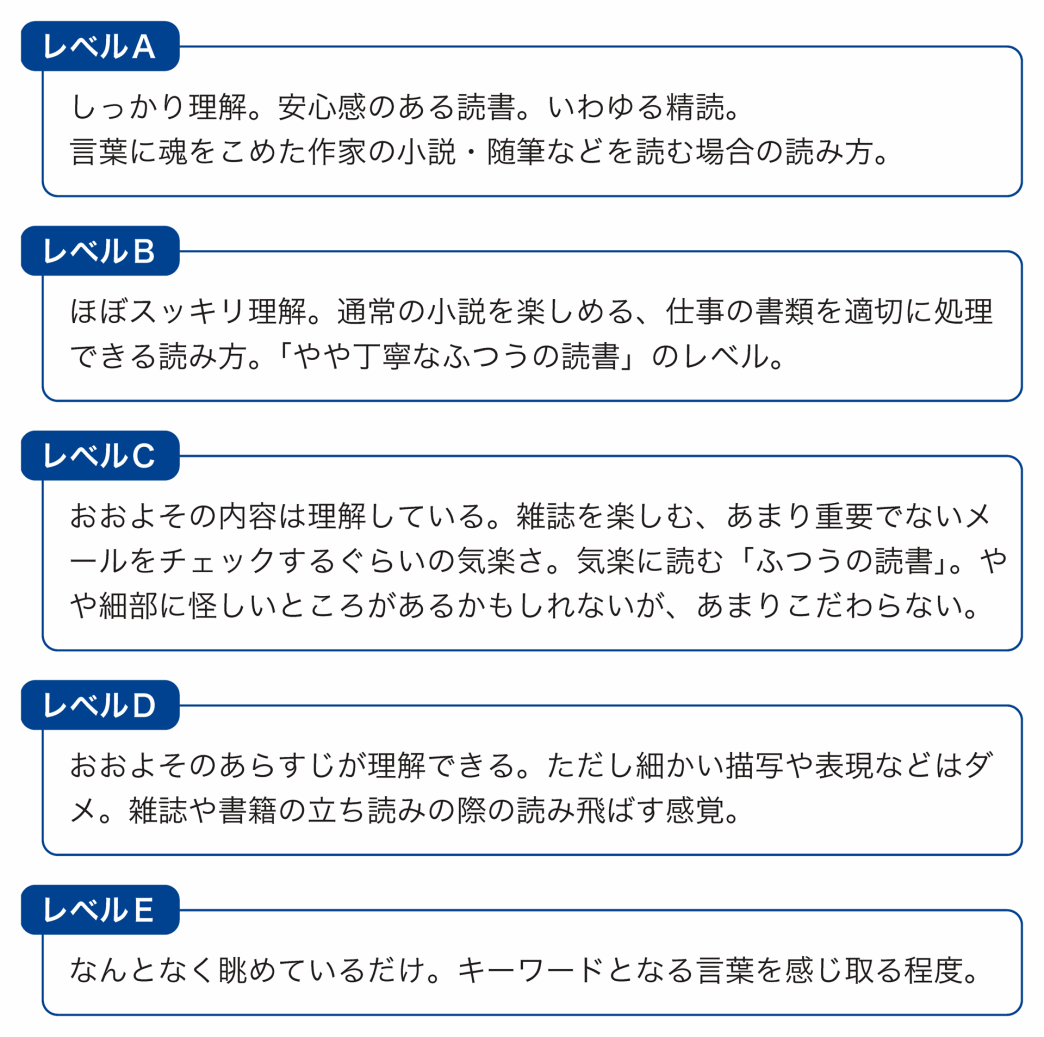 レベルA
しっかり理解。安心感のある読書。いわゆる精読。
言葉に魂をこめた作家の小説・随筆などを読む場合の読み方。
レベルB
ほぼスッキリ理解。通常の小説を楽しめる、仕事の書類を適切に処理
できる読み方。「やや丁寧なふつうの読書」のレベル。
レベルC
おおよその内容は理解している。雑誌を楽しむ、あまり重要でないメ
ールをチェックするぐらいの気楽さ。気楽に読む「ふつうの読書」。や
や細部に怪しいところがあるかもしれないが、あまりこだわらない。
レベルD
おおよそのあらすじが理解できる。ただし細かい描写や表現などはダ
メ。雑誌や書籍の立ち読みの際の読み飛ばす感覚。
レベルE
なんとなく眺めているだけ。キーワードとなる言葉を感じ取る程度。